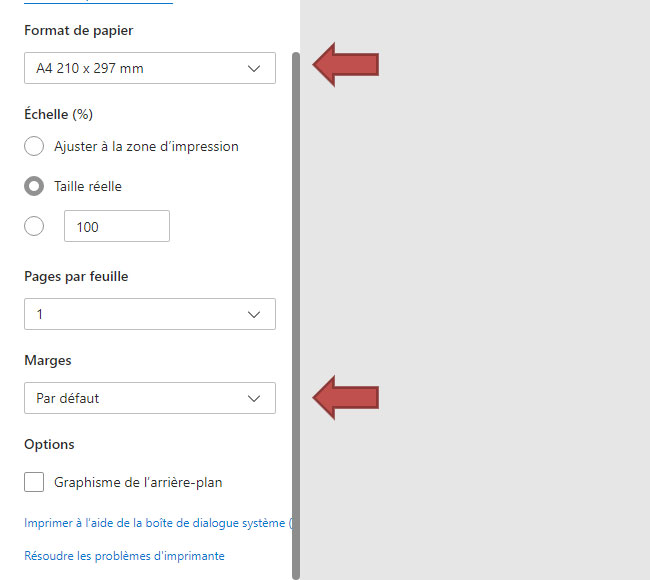 Format de papier
A4 210 x 297 mm
Échelle (%)
Ajuster à la zone d’impression
Taille réelle
100
Pages par feuille
1
Marges
Par défaut
Options
Graphisme de l’arrière-plan
Imprimer à l’aide de la boîte de dialogue système (
Résoudre les problèmes d'imprimante